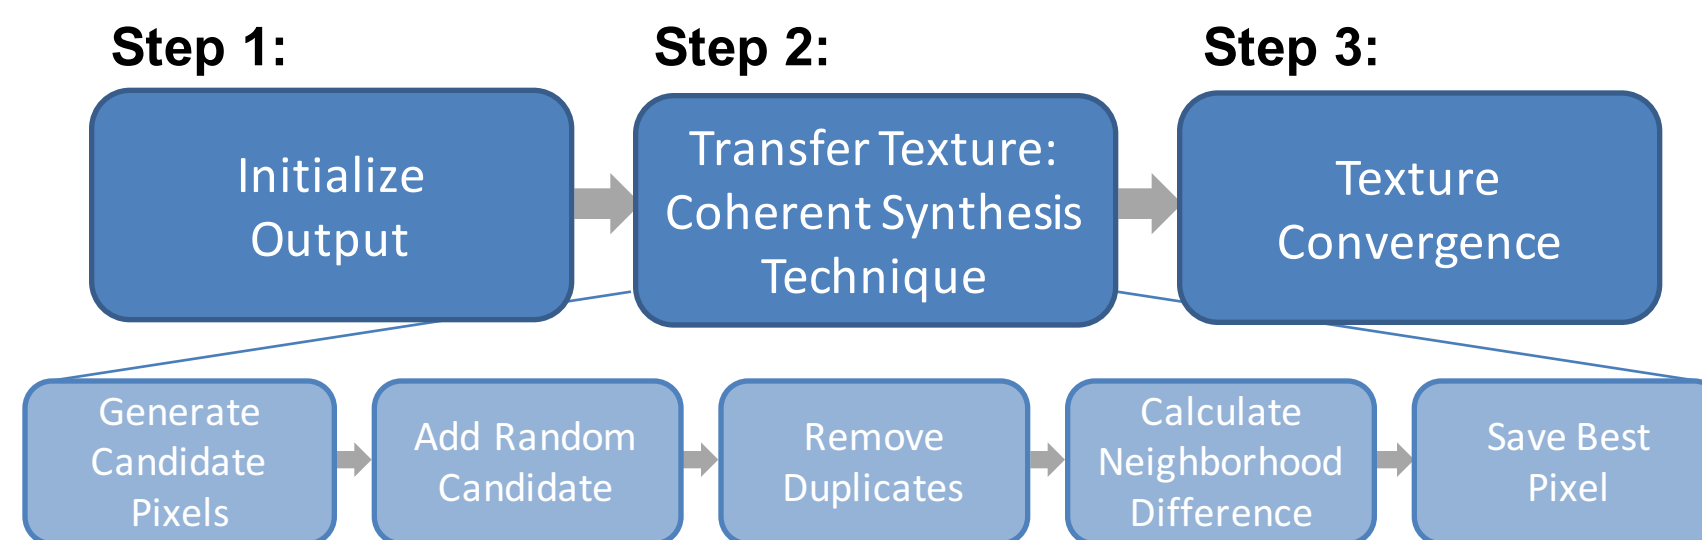 Step 1:
Step 2:
Step 3:
Initialize
Output
Transfer Texture:
Coherent Synthesis
Technique
Texture
Convergence
Generate
Candidate
Pixels
Add Random
Candidate
Remove
Duplicates
Calculate
Neighborhood
Difference
Save Best
Pixel